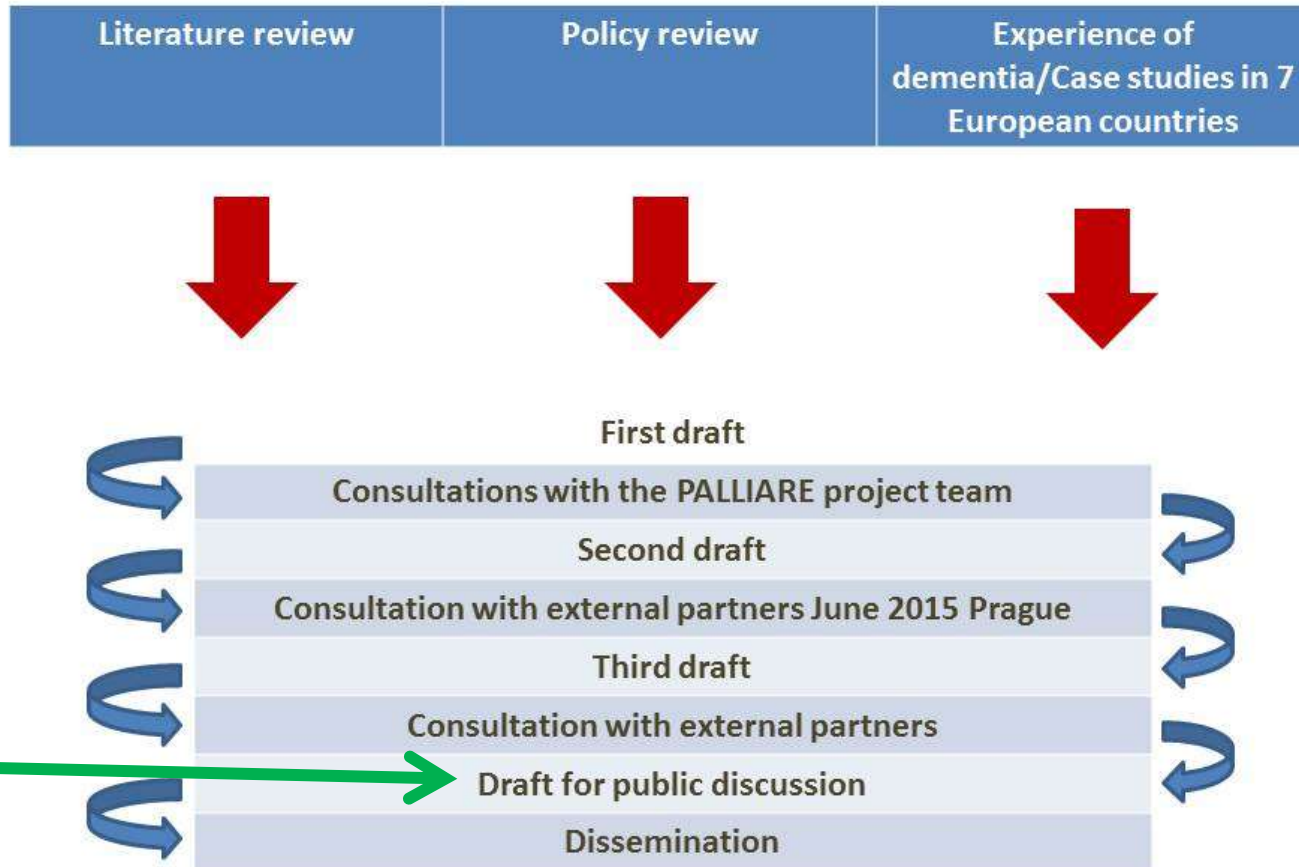 Literature review
Policy review
Experience of
dementia/Case studies in 7
European countries
First draft
Consultations with the PALLIARE project team
Second draft
Consultation with external partners June 2015 Prague
Third draft
Consultation with external partners
Draft for public discussion
Dissemination